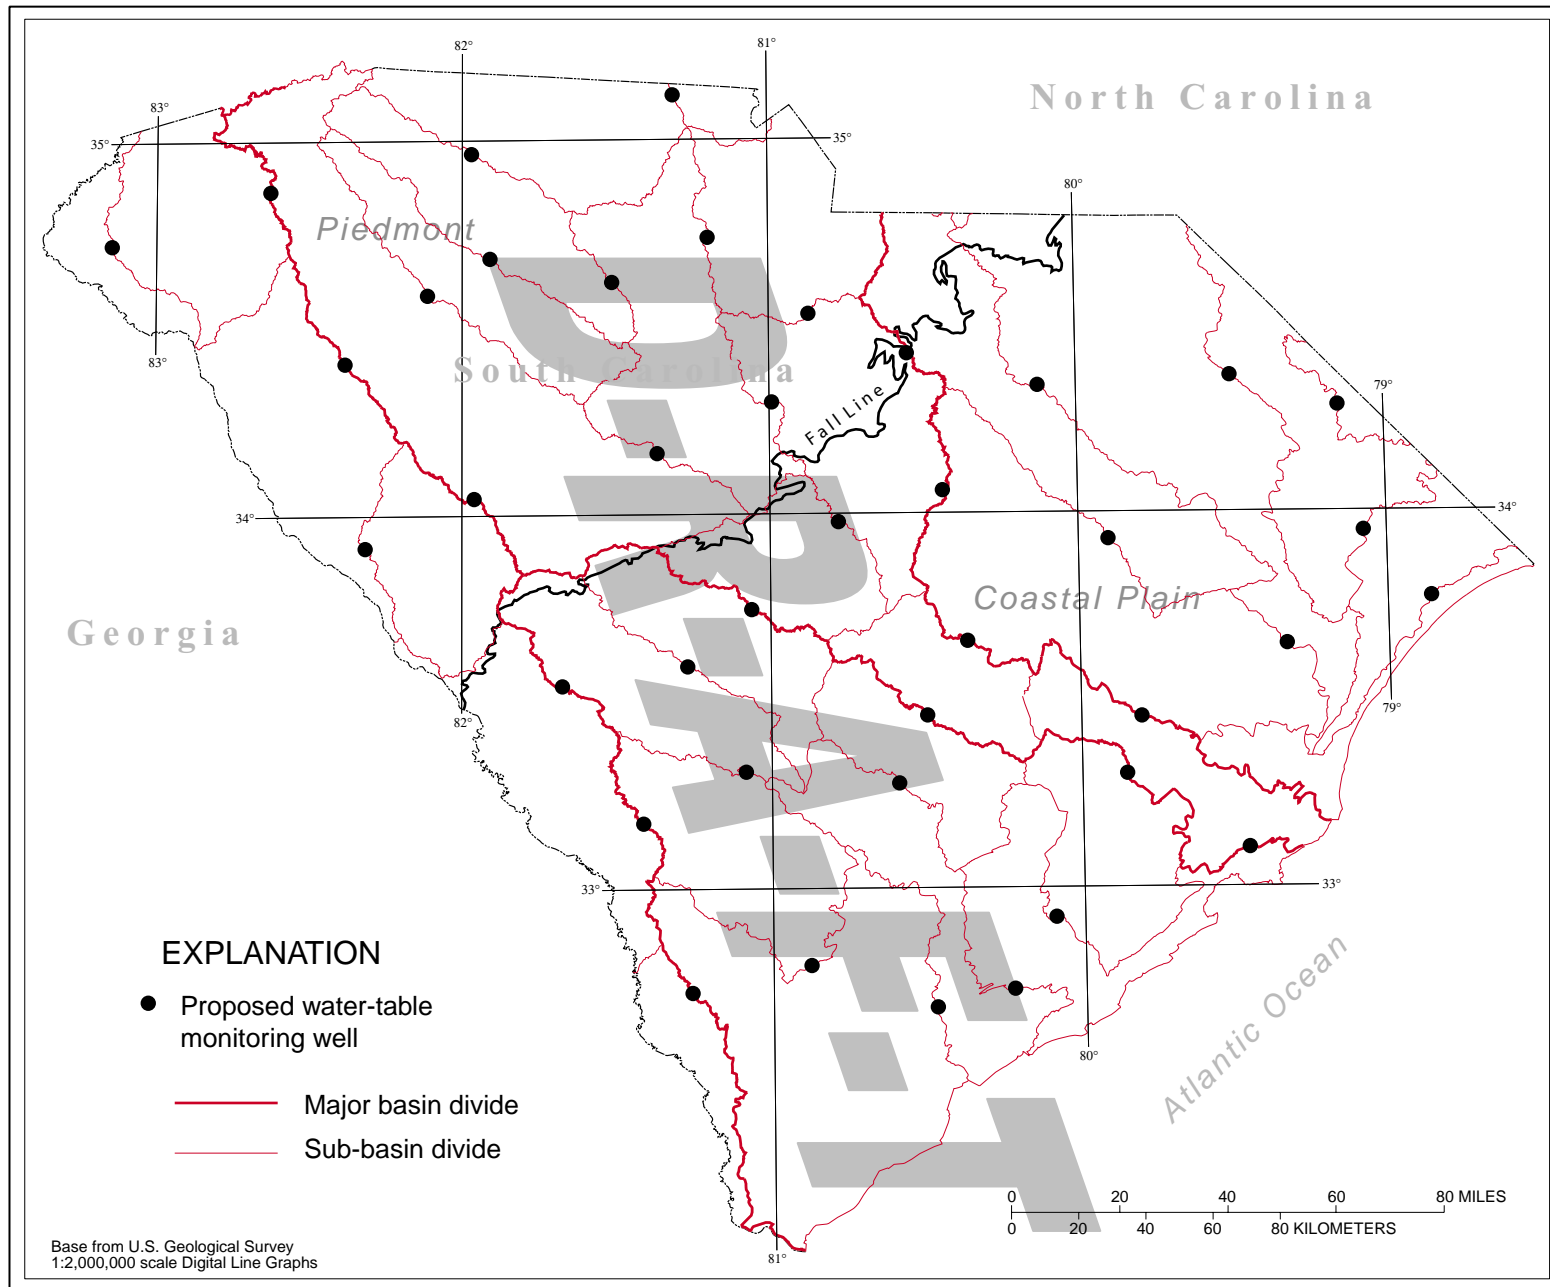 82°
81°
North Carolina
83°
35°
35°
80°
Piedmont
83°
South Carolina
79°
Fall Line
34°
34°
Coastal Plain
Georgia
82°
79°
33°
33°
D-R-A-F-T
EXPLANATION
Proposed water-table
monitoring well
Major basin divide
Sub-basin divide
80°
Atlantic Ocean
0 20 40 60 80 MILES
0 20 40 60 80 KILOMETERS
81°
Base from U.S. Geological Survey
1:2,000,000 scale Digital Line Graphs